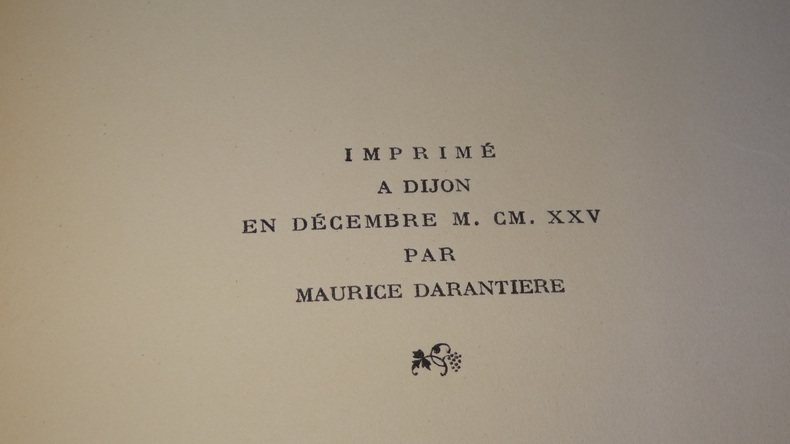 IMPRIMÉ
A DIJON
EN DÉCEMBRE M. CM. XXV
PAR
MAURICE DARANTIERE